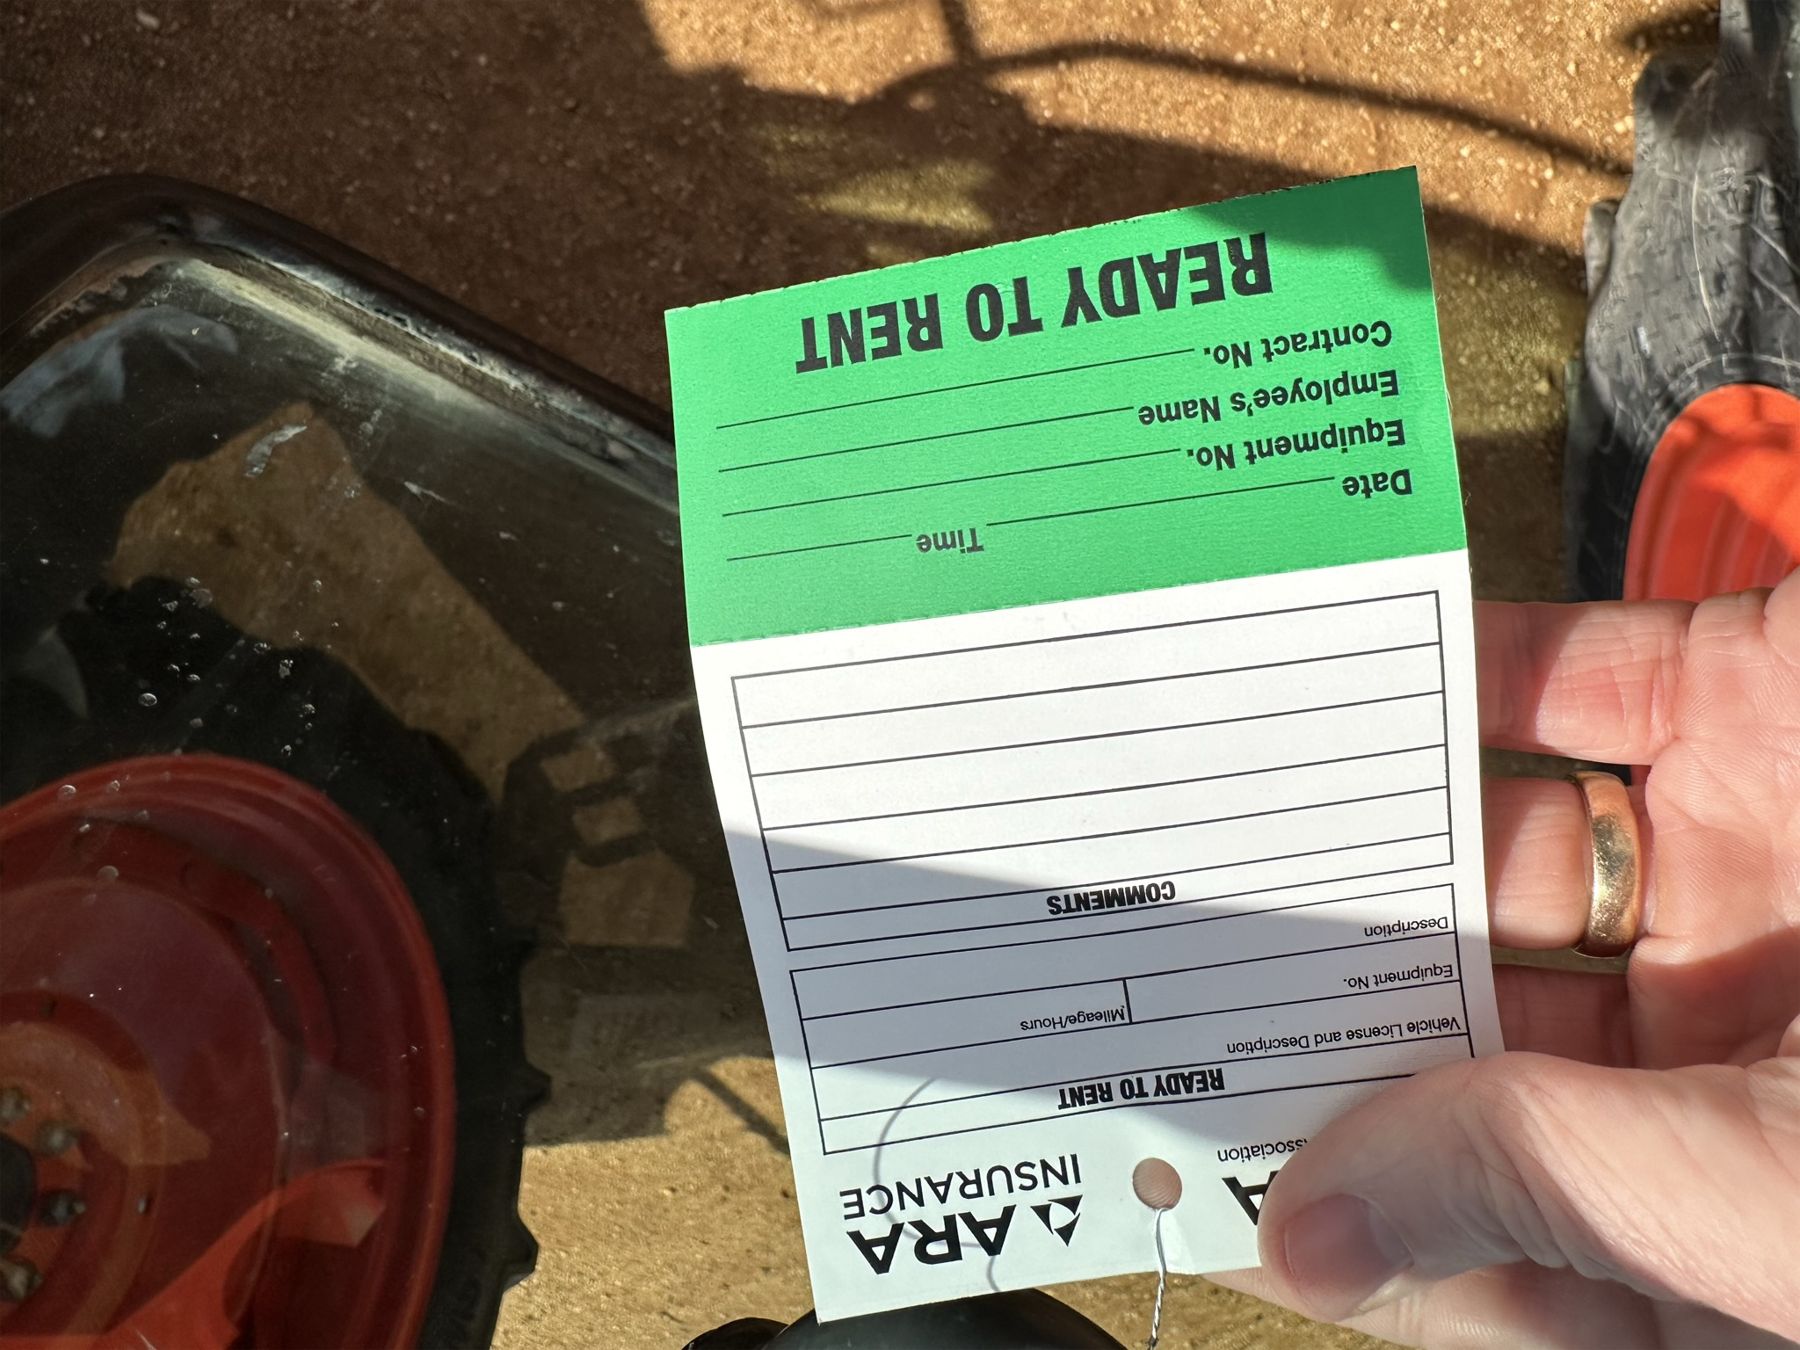 ARA
INSURANCE
READY TO RENT
Vehicle License and Description
Equipment No.
Mileage/Hours
Description
COMMENTS
Date
Time
Equipment No.
Employee's Name
Contract No.
READY TO RENT